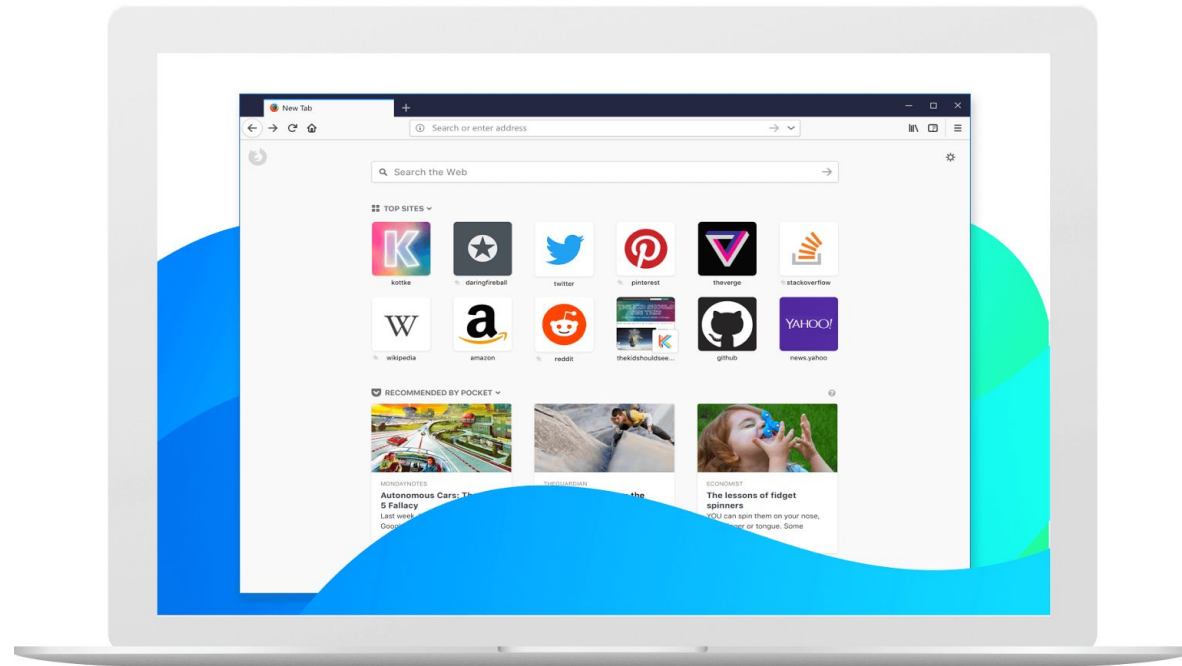 New Tab
Search or enter address
Search the Web
TOP SITES
K
kottke
daringfireball
twitter
pinterest
theverge
stackoverflow
W
a
YAHOO!
wikipedia
amazon
reddit
K
thekidshouldsee...
github
news.yahoo
RECOMMENDED BY POCKET
MONDAYNOTES
Autonomous Cars:
5 Fallacy
Last week
THEGUARDIAN
the
ECONOMIST
The lessons of fidget
spinners
YOU can spin them on your nose,
or tongue. Some